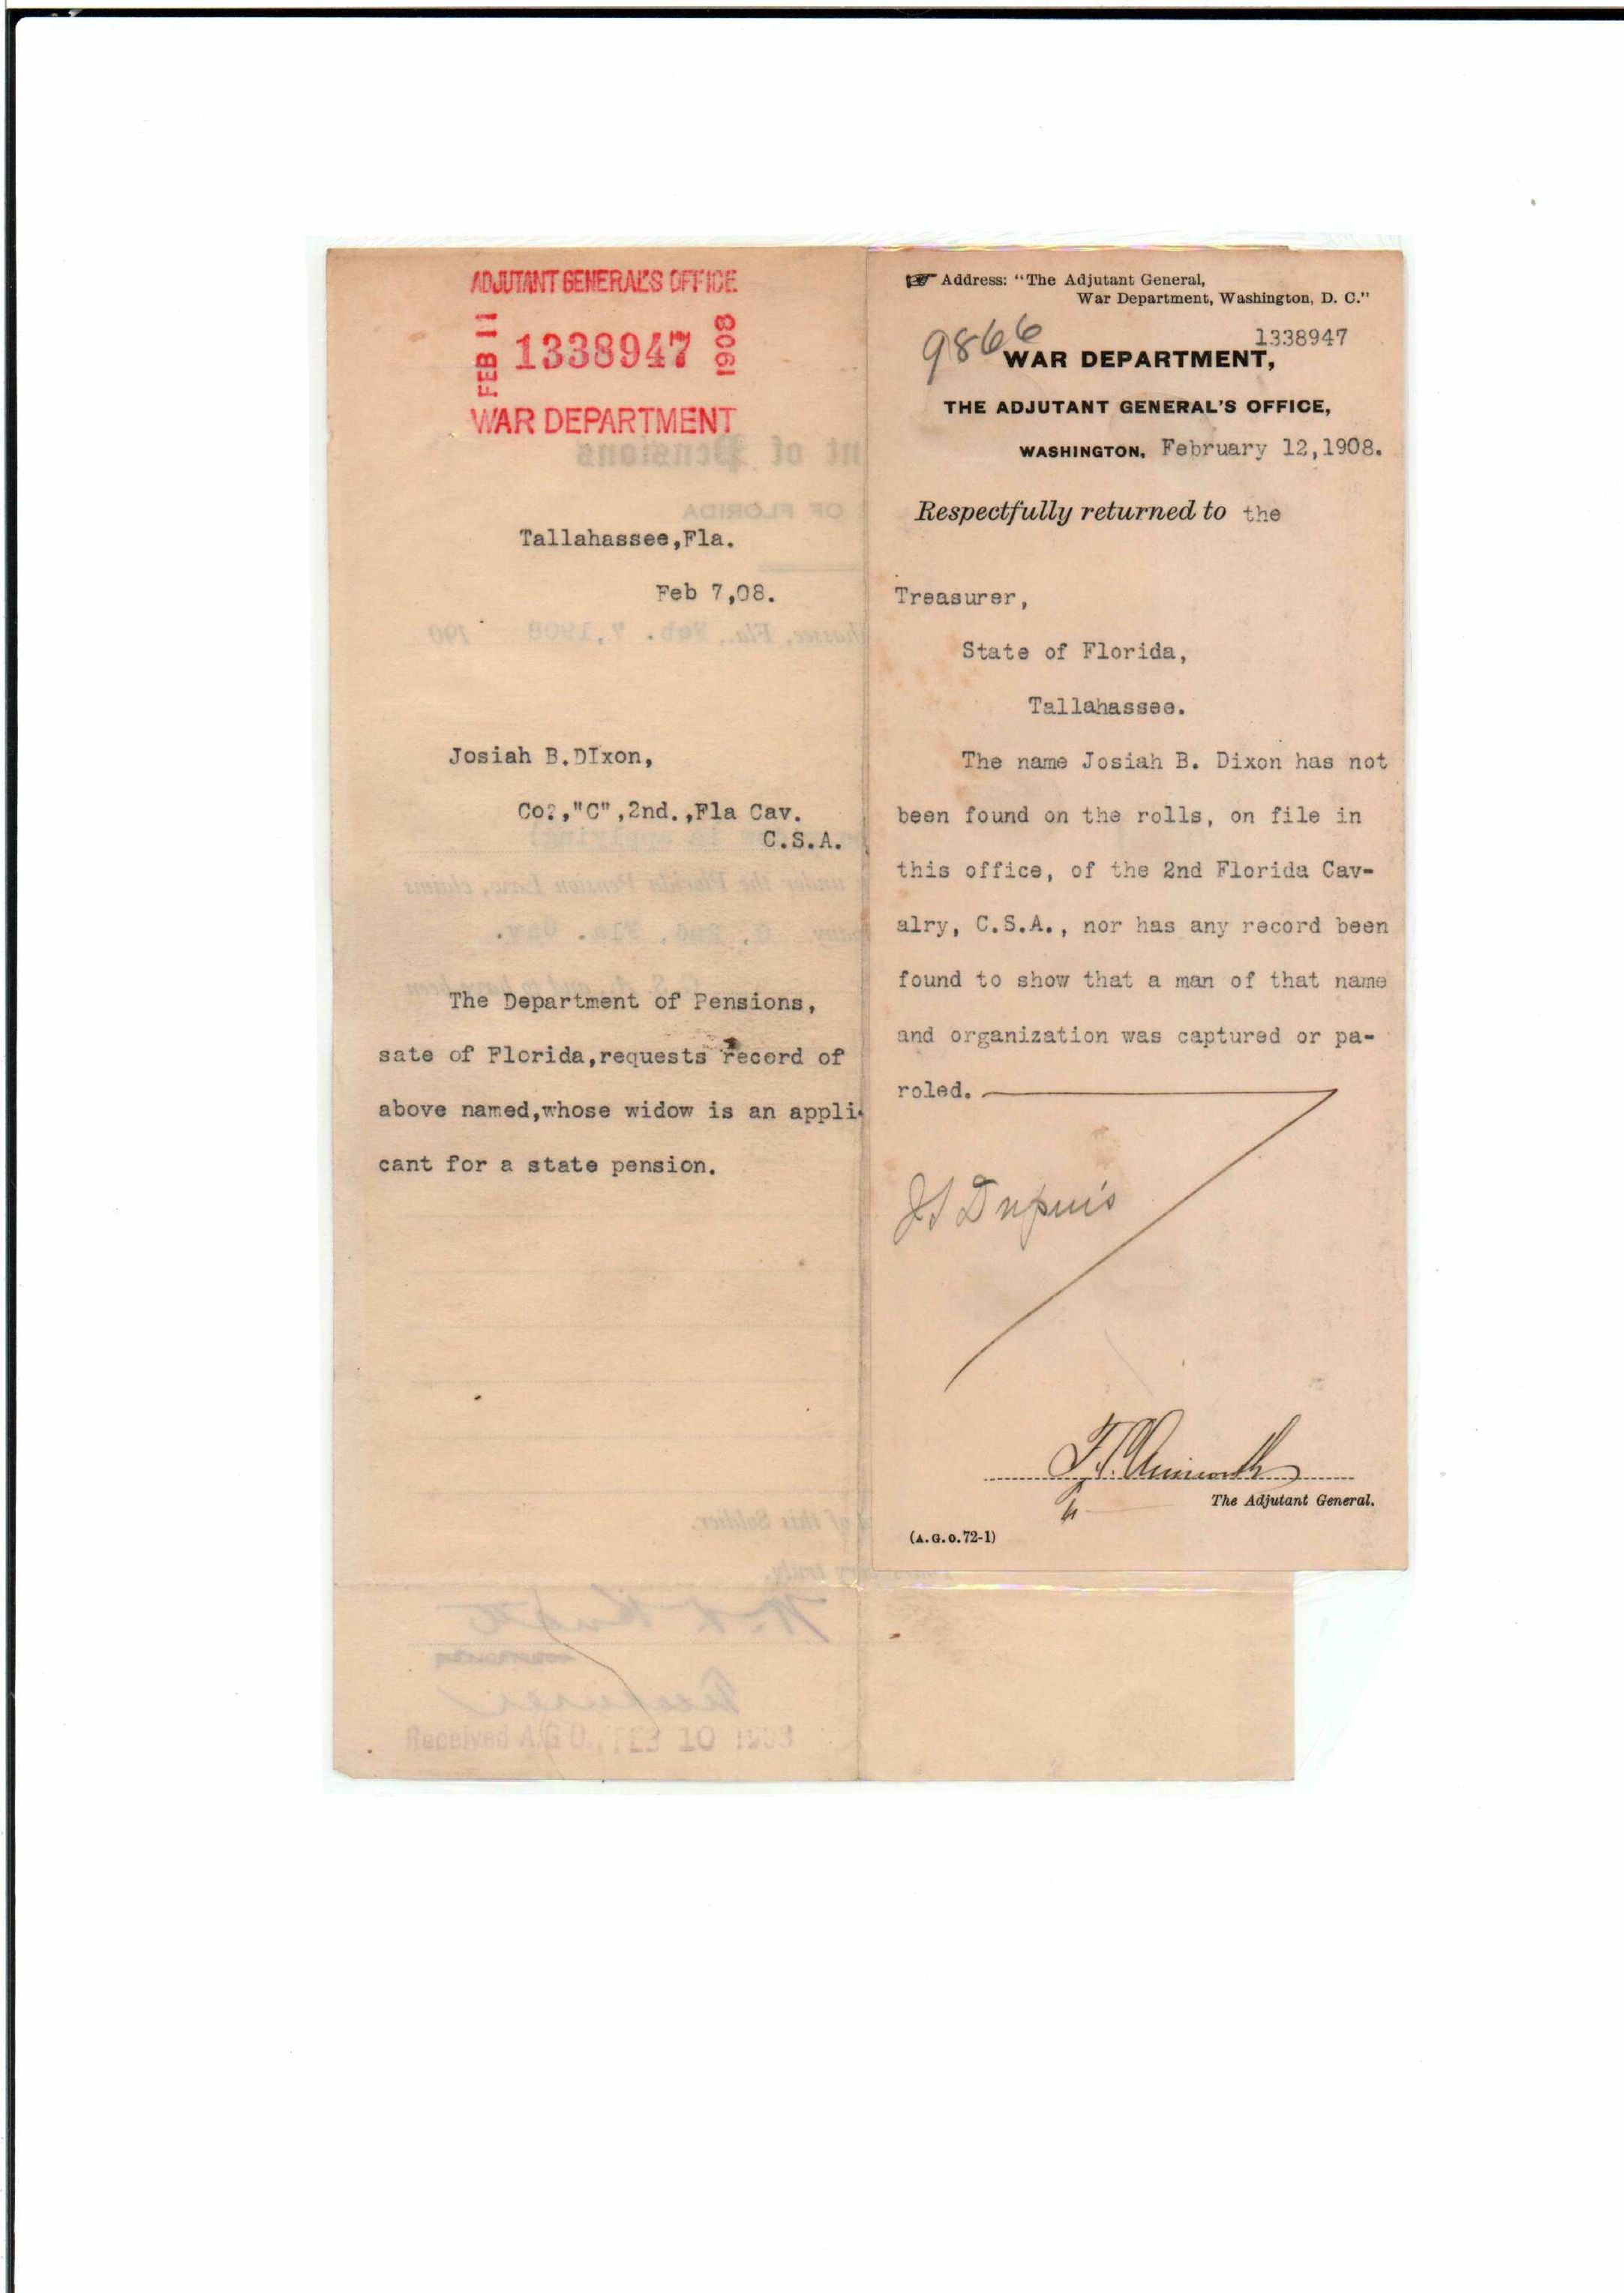 ADJUTANT GENERAL'S OFFICE
FEB 11 1338947 1908
WAR DEPARTMENT
Tallahassee,Fla.
Feb 7,08.
Josiah B.DIxon,
Co?,"C",2nd.,Fla Cav.
C.S.A.
The Department of Pensions,
sate of Florida,requests record of
above named,whose widow is an appli-
cant for a state pension.
Received A.G.O., FEB 10 1908
Address: "The Adjutant General,
War Department, Washington, D. C."
9866
1338947
WAR DEPARTMENT,
THE ADJUTANT GENERAL'S OFFICE,
WASHINGTON, February 12,1908.
Respectfully returned to the
Treasurer,
State of Florida,
Tallahassee.
The name Josiah B. Dixon has not
been found on the rolls, on file in
this office, of the 2nd Florida Cav-
alry, C.S.A., nor has any record been
found to show that a man of that name
and organization was captured or pa-
roled.
JS Dupuis
F.C. Ainsworth
The Adjutant General.
(A.G.O.72-1)